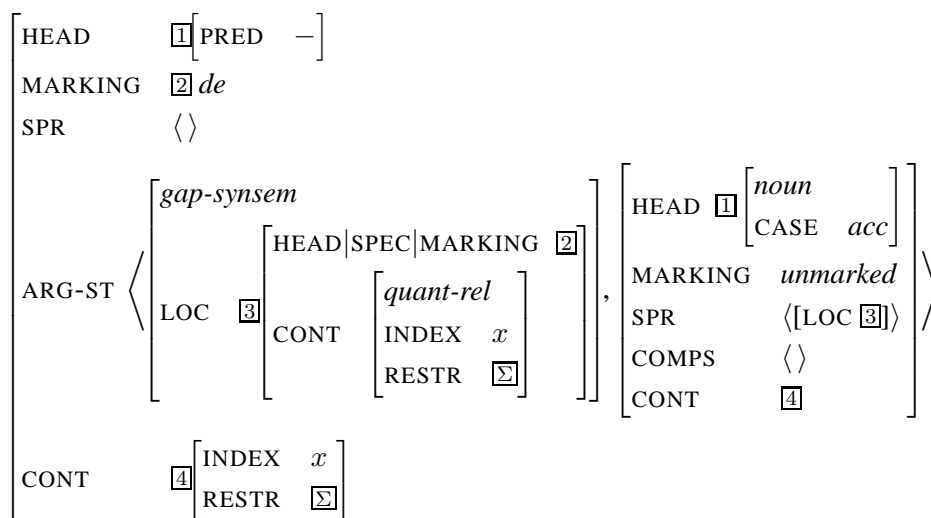 HEAD 1 [PRED −]
MARKING 2 de
SPR ⟨ ⟩
ARG-ST ⟨ [gap-synsem LOC 3 [HEAD|SPEC|MARKING 2 CONT [quant-rel INDEX x RESTR Σ]]], [HEAD 1 [noun CASE acc] MARKING unmarked SPR ⟨[LOC 3]⟩ COMPS ⟨ ⟩ CONT 4] ⟩
CONT 4 [INDEX x RESTR Σ]